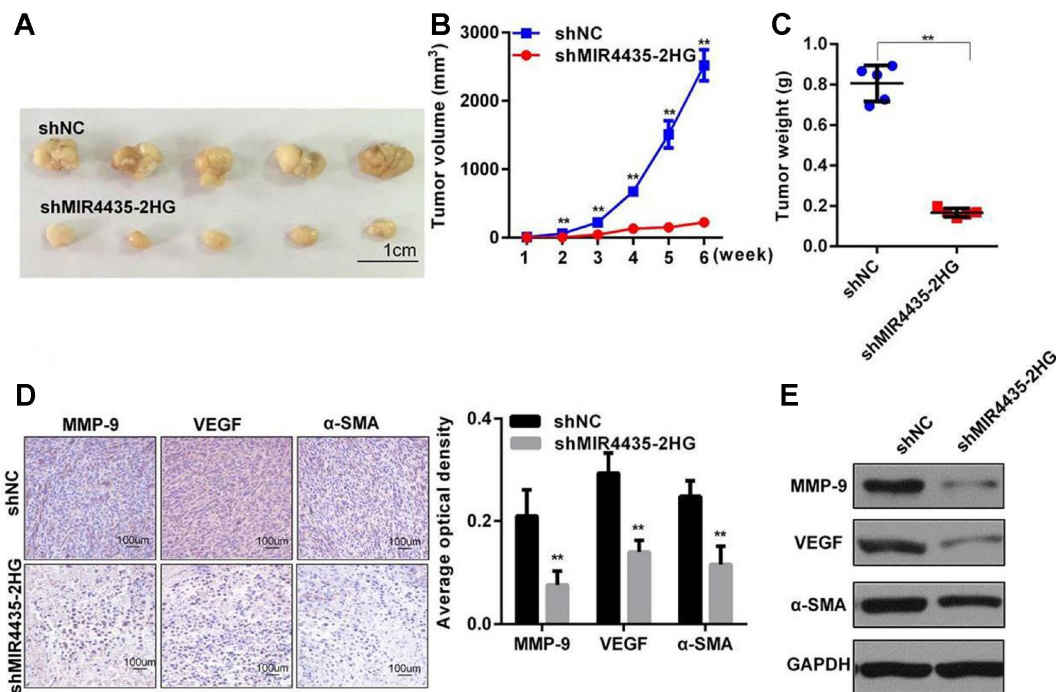 A
shNC
shMIR4435-2HG
1cm
B
Tumor volume (mm³)
3000
2000
1000
0
shNC
shMIR4435-2HG
**
**
**
**
**
1 2 3 4 5 6 (week)
C
Tumor weight (g)
1.0
0.8
0.6
0.4
0.2
0.0
**
shNC
shMIR4435-2HG
D
MMP-9 VEGF α-SMA
shNC
100um 100um 100um
shMIR4435-2HG
100um 100um 100um
Average optical density
0.4
0.2
0.0
shNC
shMIR4435-2HG
** ** **
MMP-9 VEGF α-SMA
E
shNC shMIR4435-2HG
MMP-9
VEGF
α-SMA
GAPDH